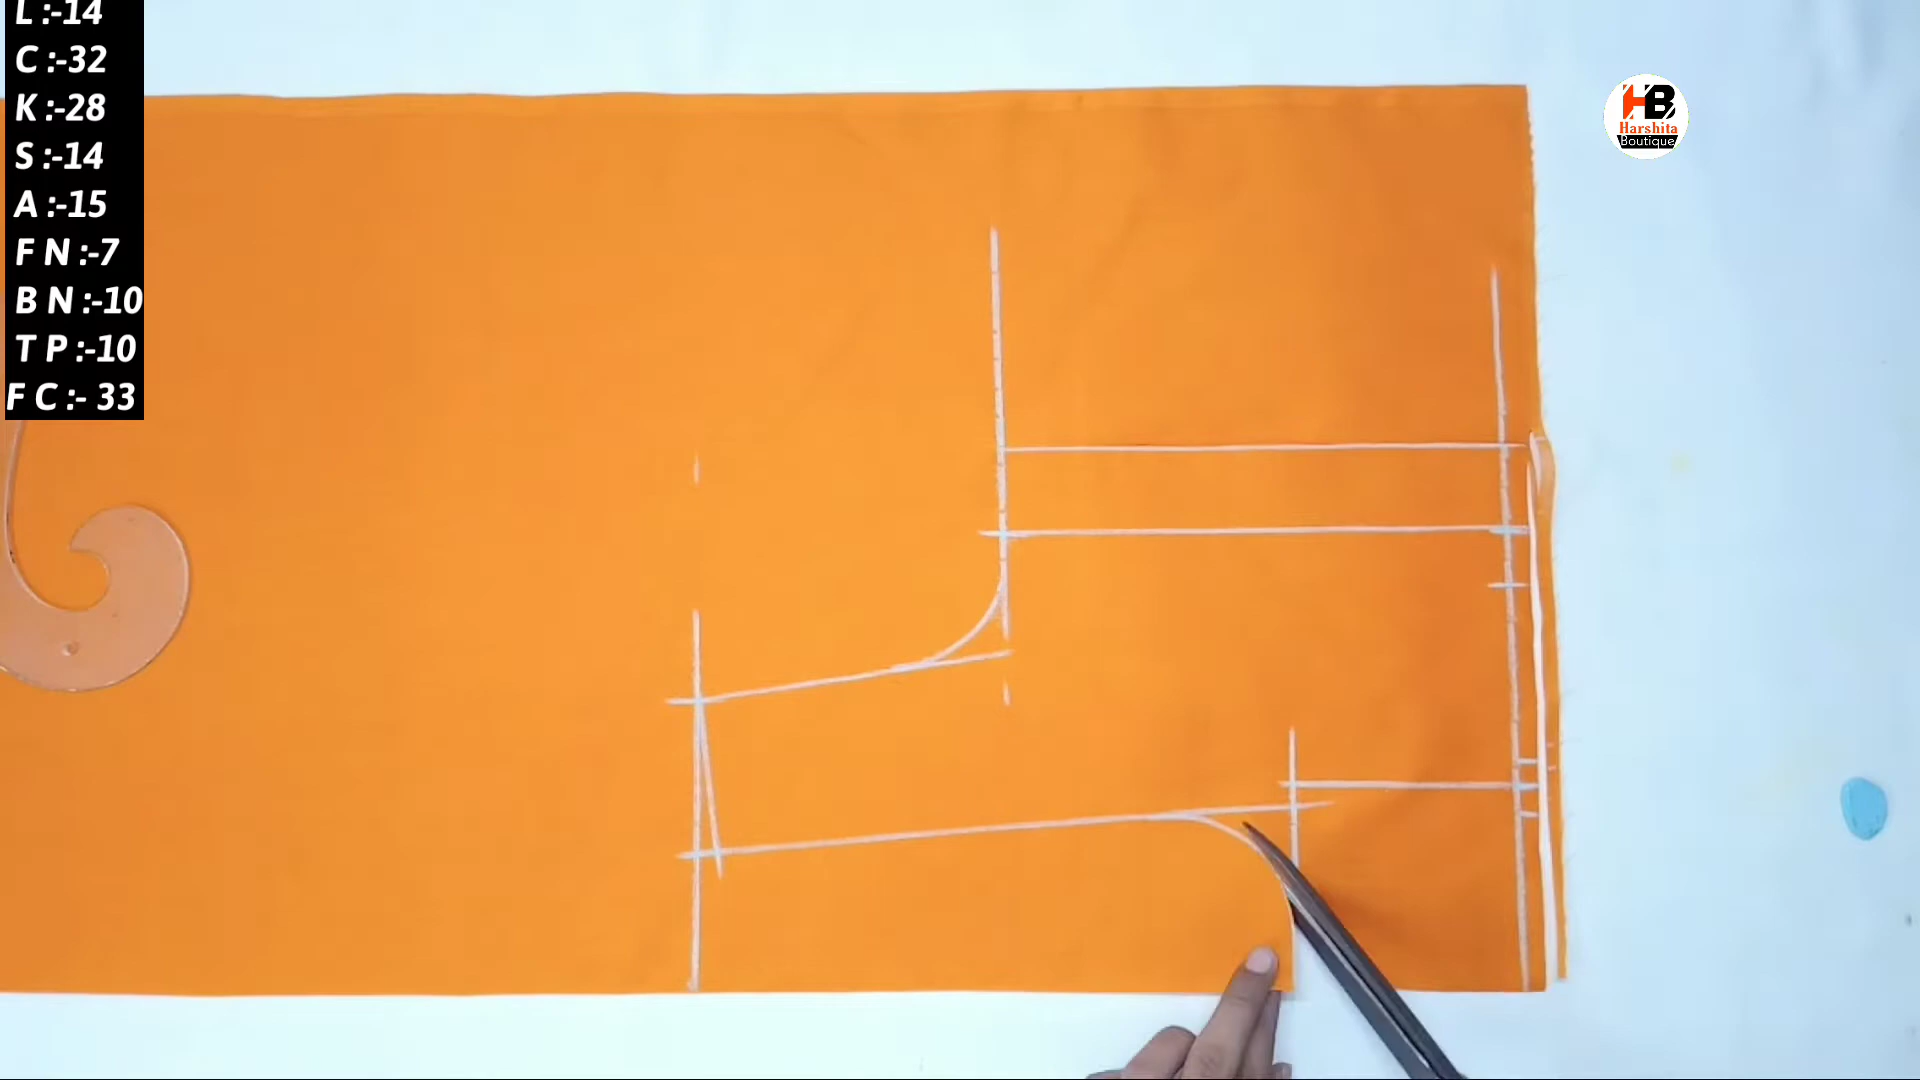 L :-14
C :-32
K :-28
S :-14
A :-15
F N :-7
B N :-10
T P :-10
F C :- 33
HB
Harshita
Boutique